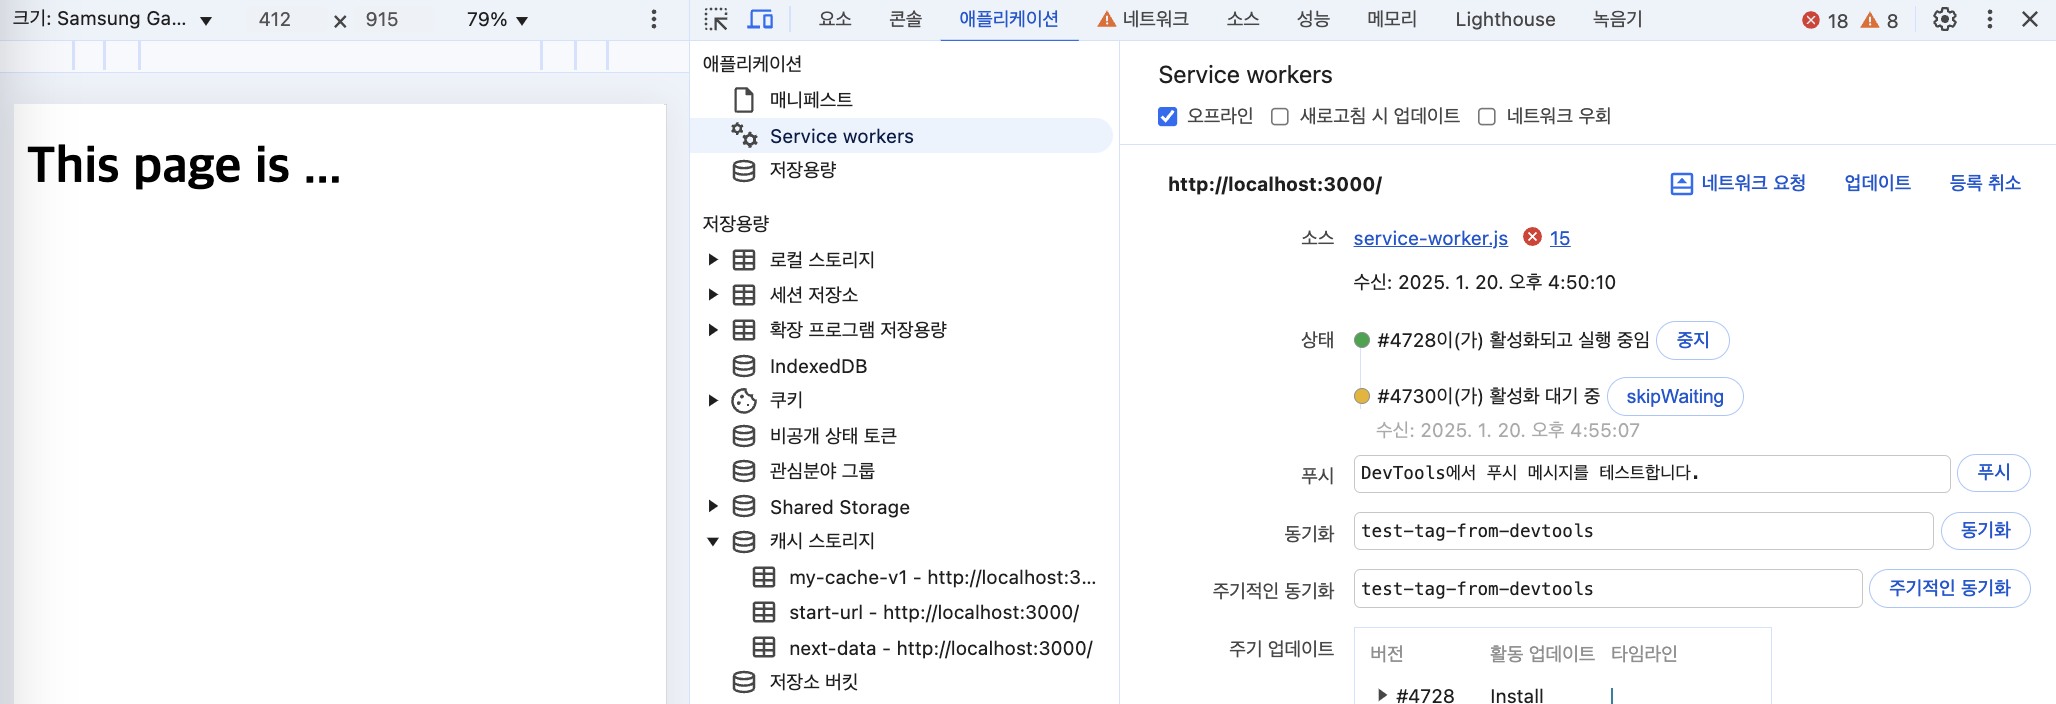 크기: Samsung Ga... 412 × 915 79%
This page is ...
요소 콘솔 애플리케이션 네트워크 소스 성능 메모리 Lighthouse 녹음기 18 8
애플리케이션
매니페스트
Service workers
저장용량
저장용량
로컬 스토리지
세션 저장소
확장 프로그램 저장용량
IndexedDB
쿠키
비공개 상태 토큰
관심분야 그룹
Shared Storage
캐시 스토리지
my-cache-v1 - http://localhost:3...
start-url - http://localhost:3000/
next-data - http://localhost:3000/
저장소 버킷
Service workers
오프라인 새로고침 시 업데이트 네트워크 우회
http://localhost:3000/ 네트워크 요청 업데이트 등록 취소
소스 service-worker.js 15
수신: 2025. 1. 20. 오후 4:50:10
상태 #4728이(가) 활성화되고 실행 중임 중지
#4730이(가) 활성화 대기 중 skipWaiting
수신: 2025. 1. 20. 오후 4:55:07
푸시 DevTools에서 푸시 메시지를 테스트합니다. 푸시
동기화 test-tag-from-devtools 동기화
주기적인 동기화 test-tag-from-devtools 주기적인 동기화
주기 업데이트 버전 활동 업데이트 타임라인
#4728 Install